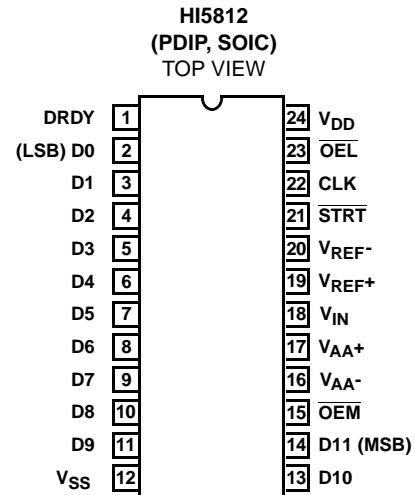 HI5812
(PDIP, SOIC)
TOP VIEW
DRDY 1 24 VDD
(LSB) D0 2 23 OEL
D1 3 22 CLK
D2 4 21 STRT
D3 5 20 VREF-
D4 6 19 VREF+
D5 7 18 VIN
D6 8 17 VAA+
D7 9 16 VAA-
D8 10 15 OEM
D9 11 14 D11 (MSB)
VSS 12 13 D10